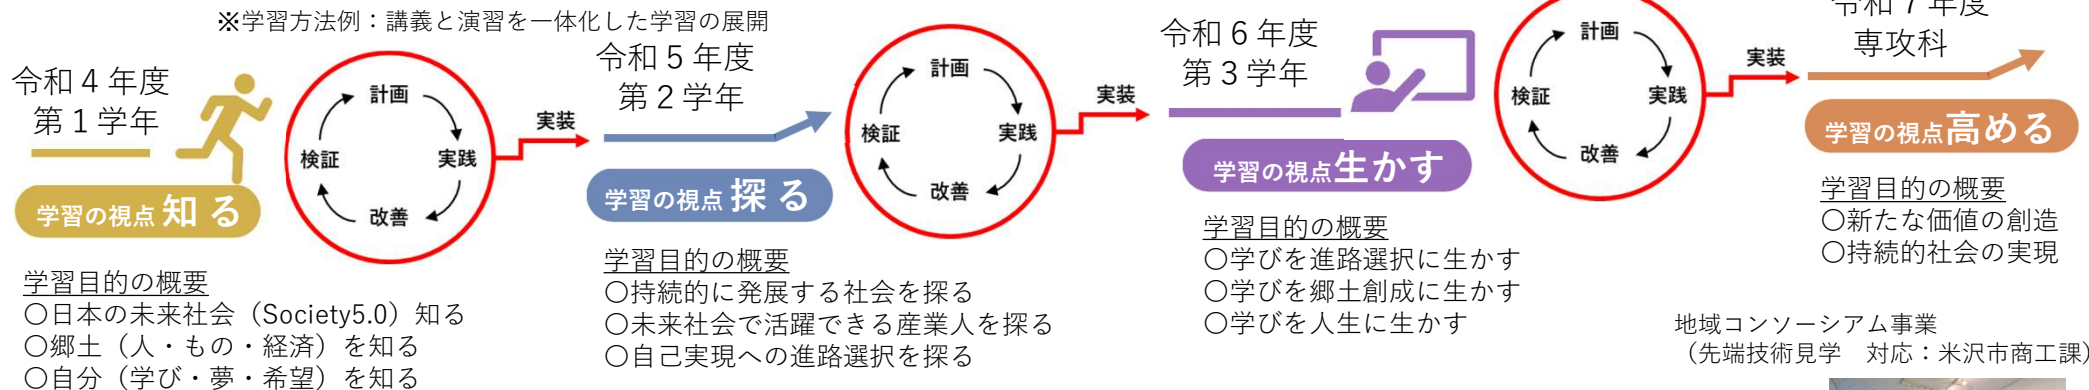 ※学習方法例：講義と演習を一体化した学習の展開
令和４年度
第１学年
学習の視点 知 る
学習目的の概要
〇日本の未来社会（Society5.0）知る
〇郷土（人・もの・経済）を知る
〇自分（学び・夢・希望）を知る
計画
実践
改善
検証
実装
令和５年度
第２学年
学習の視点 探 る
学習目的の概要
〇持続的に発展する社会を探る
〇未来社会で活躍できる産業人を探る
〇自己実現への進路選択を探る
計画
実践
改善
検証
実装
令和６年度
第３学年
学習の視点生かす
学習目的の概要
〇学びを進路選択に生かす
〇学びを郷土創成に生かす
〇学びを人生に生かす
計画
実践
改善
検証
実装
令和７年度
専攻科
学習の視点高める
学習目的の概要
〇新たな価値の創造
〇持続的社会の実現
地域コンソーシアム事業
（先端技術見学　対応：米沢市商工課）